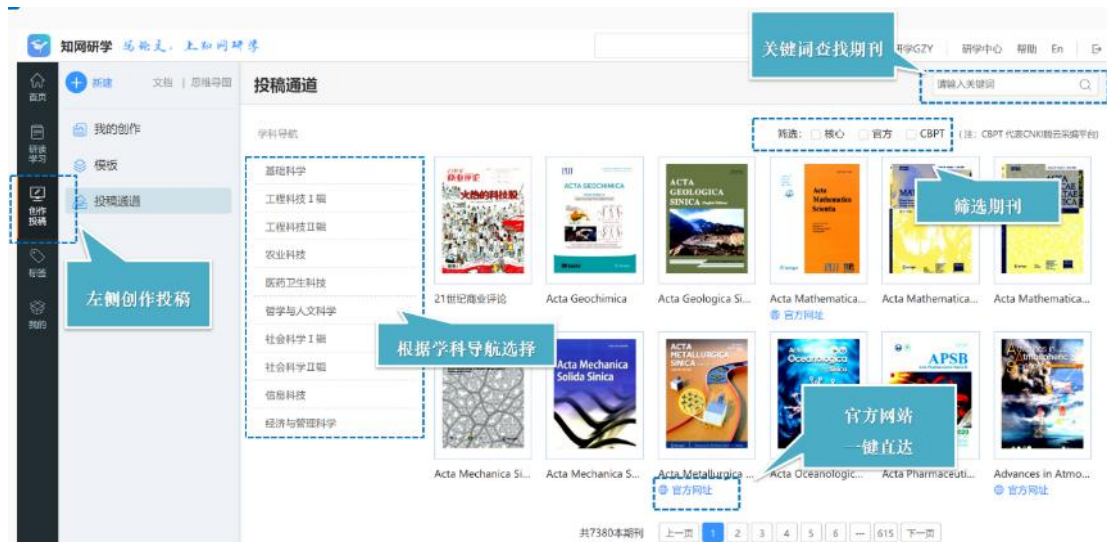 知网研学 写论文,上知网研学
关键词查找期刊
研学GZY 研学中心 帮助 En
首页
研读
学习
创作
投稿
标签
我的
新建 文档 | 思维导图
我的创作
模板
投稿通道
左侧创作投稿
投稿通道
请输入关键词
学科导航
筛选: 核心 官方 CBPT (注: CBPT 代表CNKI腾云采编平台)
基础科学
工程科技Ⅰ辑
工程科技Ⅱ辑
农业科技
医药卫生科技
哲学与人文科学
社会科学Ⅰ辑
社会科学Ⅱ辑
信息科技
经济与管理科学
根据学科导航选择
商业评论
火热的科技股
ACTA GEOCHIMICA
ACTA
GEOLOGICA
SINICA
Acta
Mathematica
Scientia
筛选期刊
21世纪商业评论
Acta Geochimica
Acta Geologica Si...
Acta Mathematica...
官方网址
Acta Mathematica...
Acta Mathematica...
Acta Mechanica
Solida Sinica
ACTA
METALLURGICA
SINICA
Oceanologica
Sinica
APSB
官方网站
一键直达
Acta Mechanica Si...
Acta Mechanica S...
Acta Metallurgica ...
官方网址
Acta Oceanologic...
Acta Pharmaceuti...
Advances in Atmo...
官方网址
共7380本期刊 上一页 1 2 3 4 5 6 ... 615 下一页